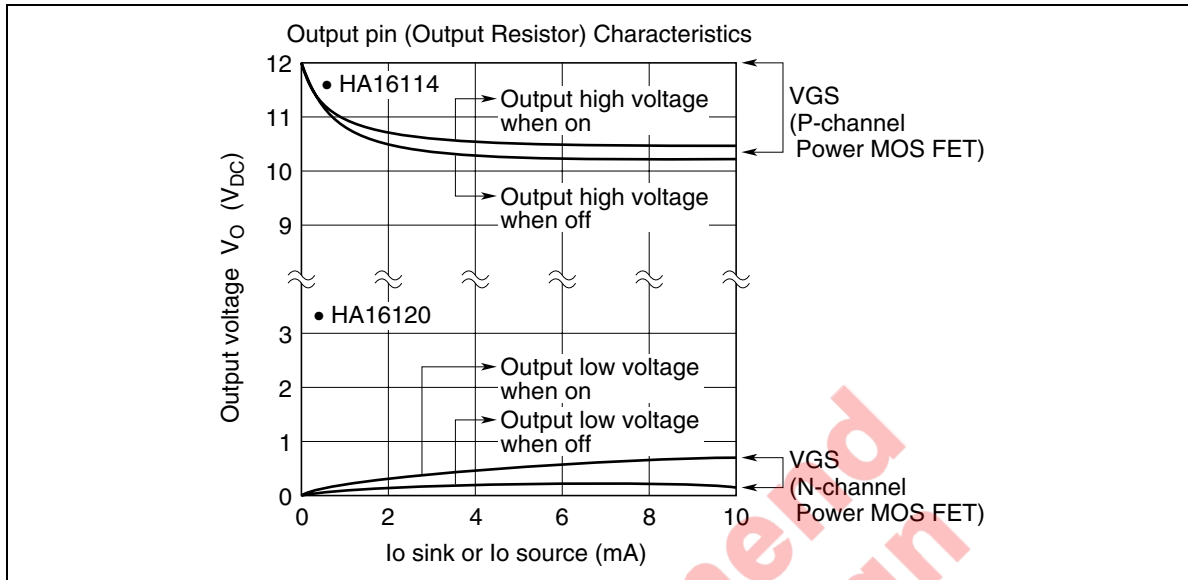 Output pin (Output Resistor) Characteristics
12
11
10
9
3
2
1
0
• HA16114
Output high voltage
when on
Output high voltage
when off
VGS
(P-channel
Power MOS FET)
Output voltage VO (VDC)
• HA16120
Output low voltage
when on
Output low voltage
when off
VGS
(N-channel
Power MOS FET)
0 2 4 6 8 10
Io sink or Io source (mA)